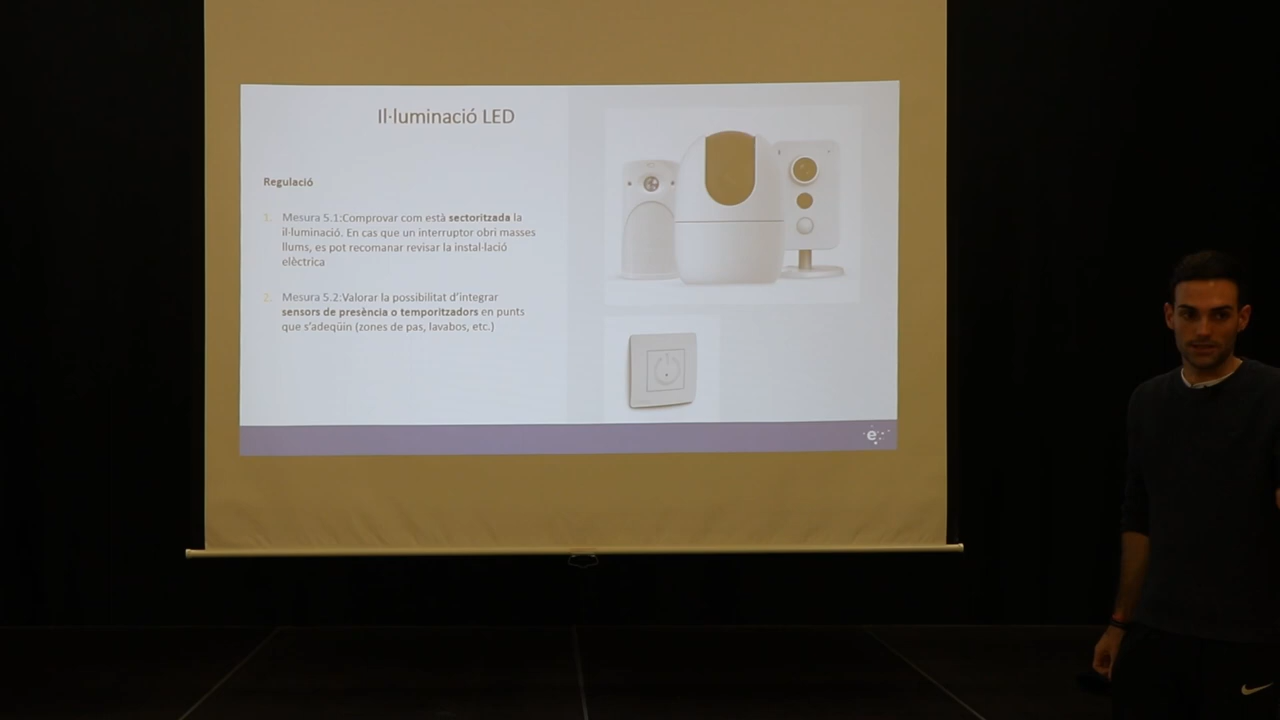 Il·luminació LED
Regulació
1. Mesura 5.1:Comprovar com està sectoritzada la
il·luminació. En cas que un interruptor obri masses
llums, es pot recomanar revisar la instal·lació
elèctrica
2. Mesura 5.2:Valorar la possibilitat d'integrar
sensors de presència o temporitzadors en punts
que s'adeqüin (zones de pas, lavabos, etc.)
e